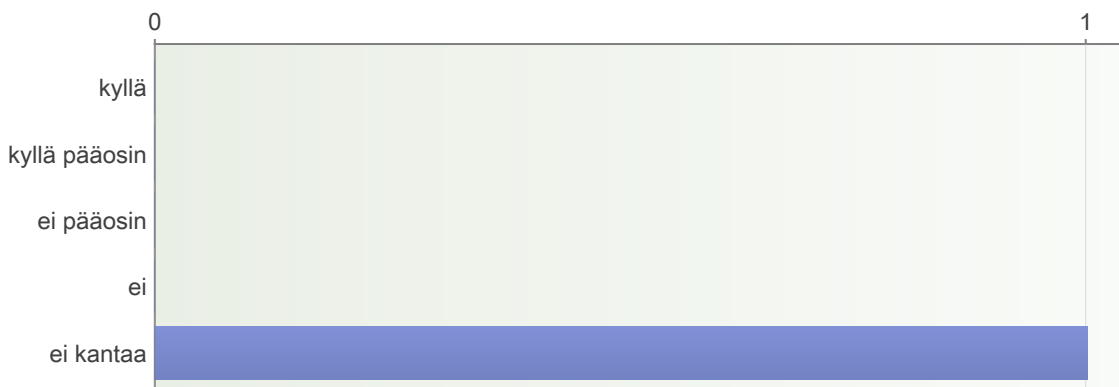 0 1
kyllä
kyllä pääosin
ei pääosin
ei
ei kantaa